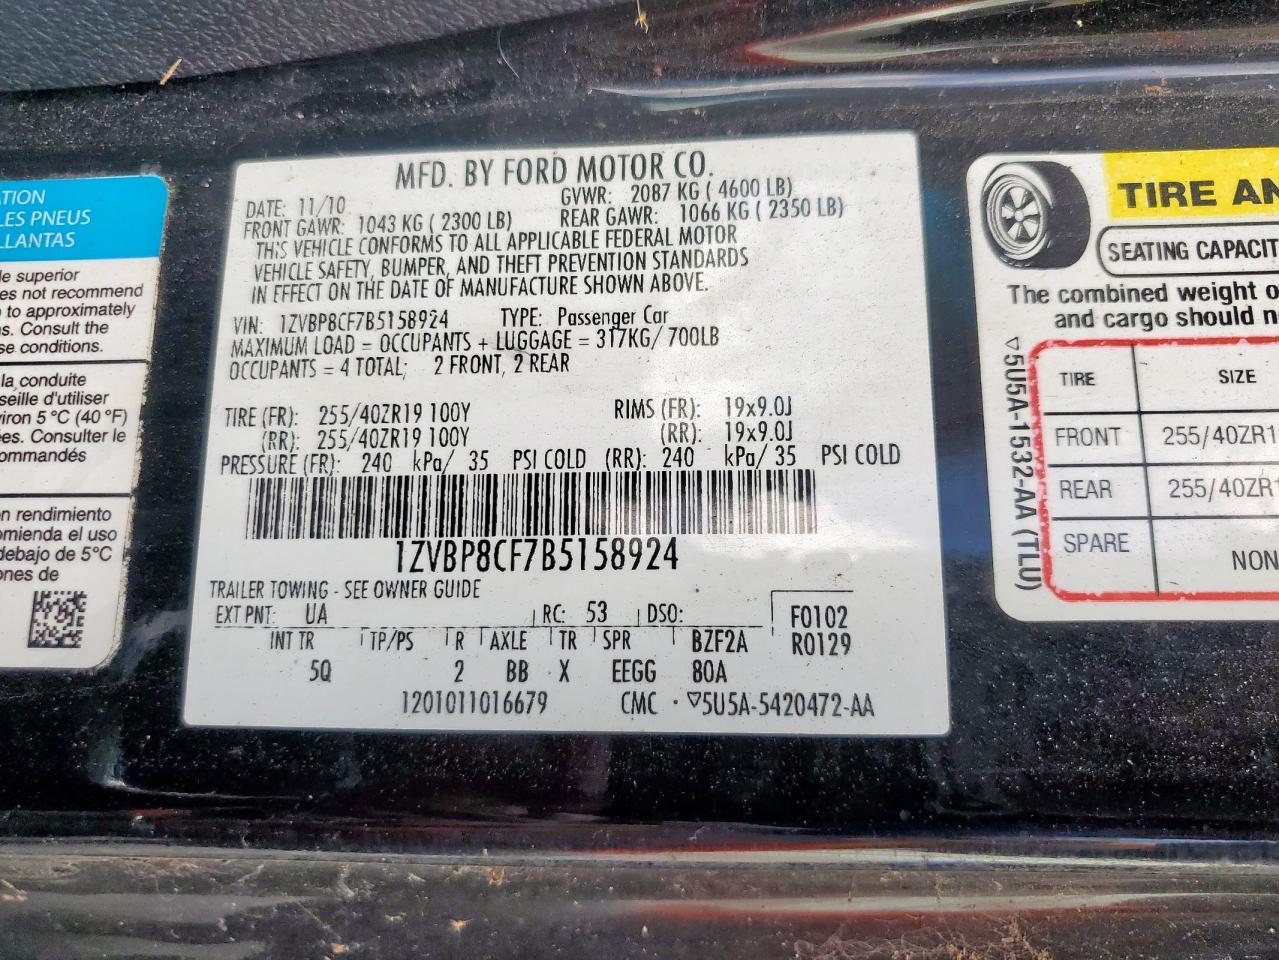 TION
LES PNEUS
LLANTAS
le superior
es not recommend
to approximately
s. Consult the
se conditions.
la conduite
seille d'utiliser
viron 5 °C (40 °F)
ées. Consulter le
ommandés
en rendimiento
omienda el uso
debajo de 5°C
ones de
MFD. BY FORD MOTOR CO.
DATE: 11/10 GVWR: 2087 KG ( 4600 LB)
FRONT GAWR: 1043 KG ( 2300 LB) REAR GAWR: 1066 KG ( 2350 LB)
THIS VEHICLE CONFORMS TO ALL APPLICABLE FEDERAL MOTOR
VEHICLE SAFETY, BUMPER, AND THEFT PREVENTION STANDARDS
IN EFFECT ON THE DATE OF MANUFACTURE SHOWN ABOVE.
VIN: 1ZVBP8CF7B5158924 TYPE: Passenger Car
MAXIMUM LOAD = OCCUPANTS + LUGGAGE = 317KG/ 700LB
OCCUPANTS = 4 TOTAL; 2 FRONT, 2 REAR
TIRE (FR): 255/40ZR19 100Y RIMS (FR): 19x9.0J
(RR): 255/40ZR19 100Y (RR): 19x9.0J
PRESSURE (FR): 240 kPa/ 35 PSI COLD (RR): 240 kPa/ 35 PSI COLD
1ZVBP8CF7B5158924
TRAILER TOWING - SEE OWNER GUIDE
EXT PNT: UA RC: 53 DSO: F0102
INT TR TP/PS R AXLE TR SPR BZF2A R0129
5Q 2 BB X EEGG 80A
1201011016679 CMC ▽5U5A-5420472-AA
TIRE AN
SEATING CAPACIT
The combined weight o
and cargo should n
▽5U5A-1532-AA (TLU)
TIRE SIZE
FRONT 255/40ZR1
REAR 255/40ZR1
SPARE NON